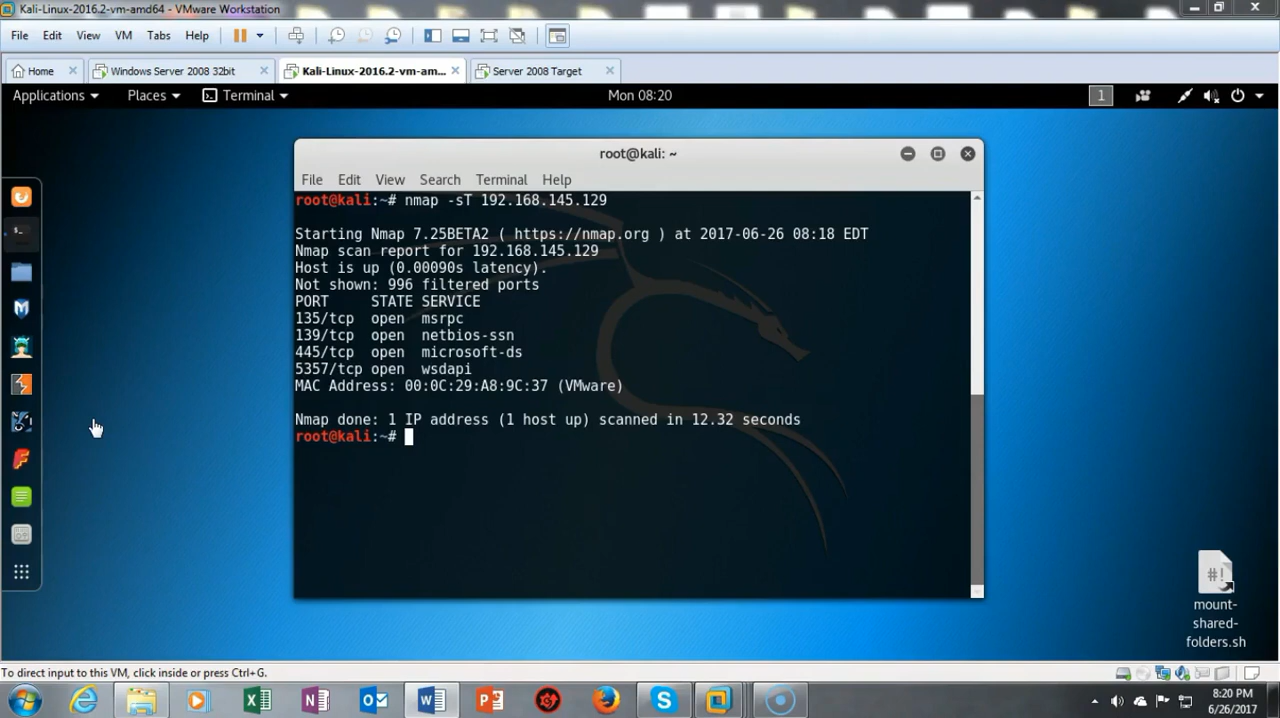 Kali-Linux-2016.2-vm-amd64 - VMware Workstation
File Edit View VM Tabs Help
Home Windows Server 2008 32bit Kali-Linux-2016.2-vm-am... Server 2008 Target
Applications Places Terminal Mon 08:20 1
root@kali: ~
File Edit View Search Terminal Help
root@kali:~# nmap -sT 192.168.145.129
Starting Nmap 7.25BETA2 ( https://nmap.org ) at 2017-06-26 08:18 EDT
Nmap scan report for 192.168.145.129
Host is up (0.00090s latency).
Not shown: 996 filtered ports
PORT STATE SERVICE
135/tcp open msrpc
139/tcp open netbios-ssn
445/tcp open microsoft-ds
5357/tcp open wsdapi
MAC Address: 00:0C:29:A8:9C:37 (VMware)
Nmap done: 1 IP address (1 host up) scanned in 12.32 seconds
root@kali:~#
#!
mount-
shared-
folders.sh
To direct input to this VM, click inside or press Ctrl+G.
8:20 PM
6/26/2017